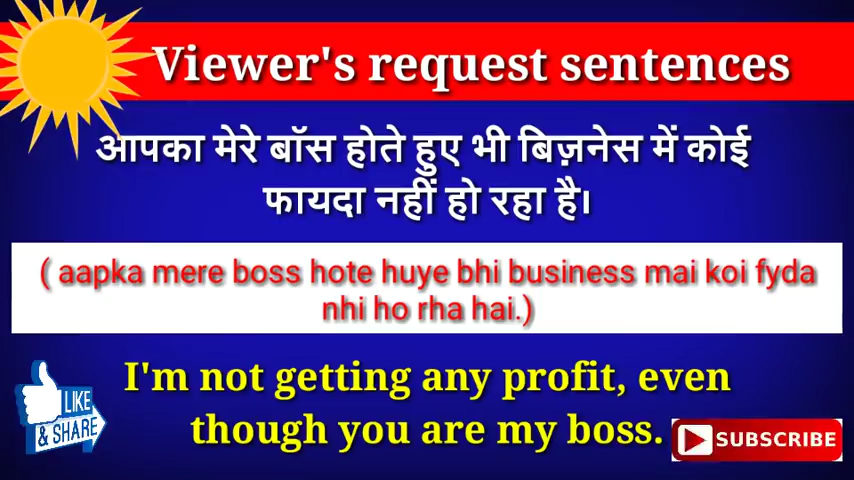 Viewer's request sentences
आपका मेरे बॉस होते हुए भी बिज़नेस में कोई
फायदा नहीं हो रहा है।
( aapka mere boss hote huye bhi business mai koi fyda
nhi ho rha hai.)
I'm not getting any profit, even
though you are my boss.
LIKE
& SHARE
SUBSCRIBE